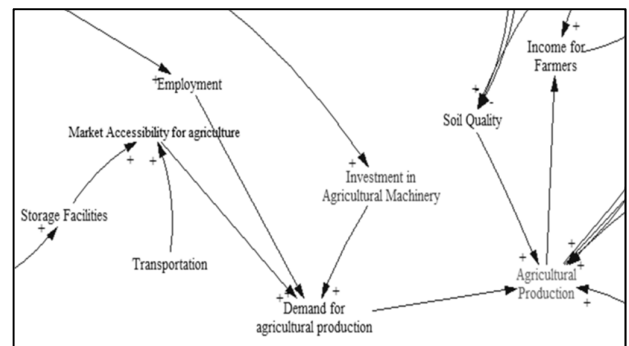 Income for
Farmers
Employment
Soil Quality
Market Accessibility for agriculture
Investment in
Agricultural Machinery
Storage Facilities
Transportation
Agricultural
Production
Demand for
agricultural production